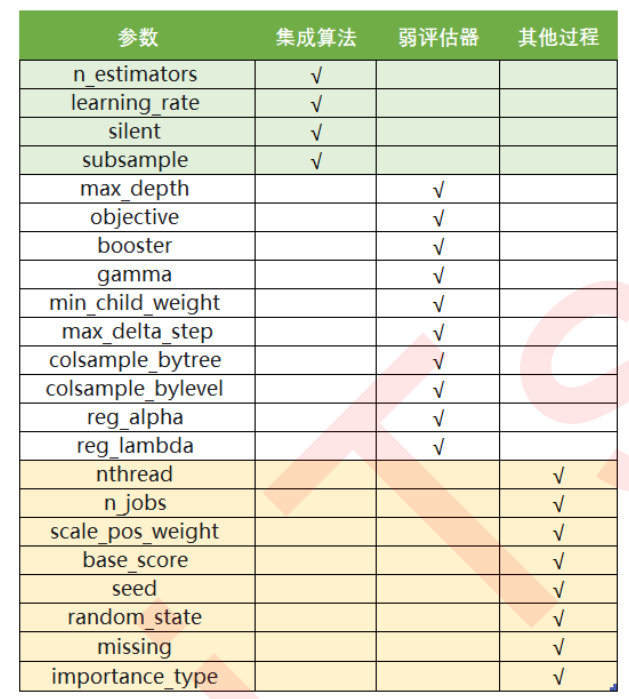 参数 集成算法 弱评估器 其他过程
n_estimators √
learning_rate √
silent √
subsample √
max_depth √
objective √
booster √
gamma √
min_child_weight √
max_delta_step √
colsample_bytree √
colsample_bylevel √
reg_alpha √
reg_lambda √
nthread √
n_jobs √
scale_pos_weight √
base_score √
seed √
random_state √
missing √
importance_type √